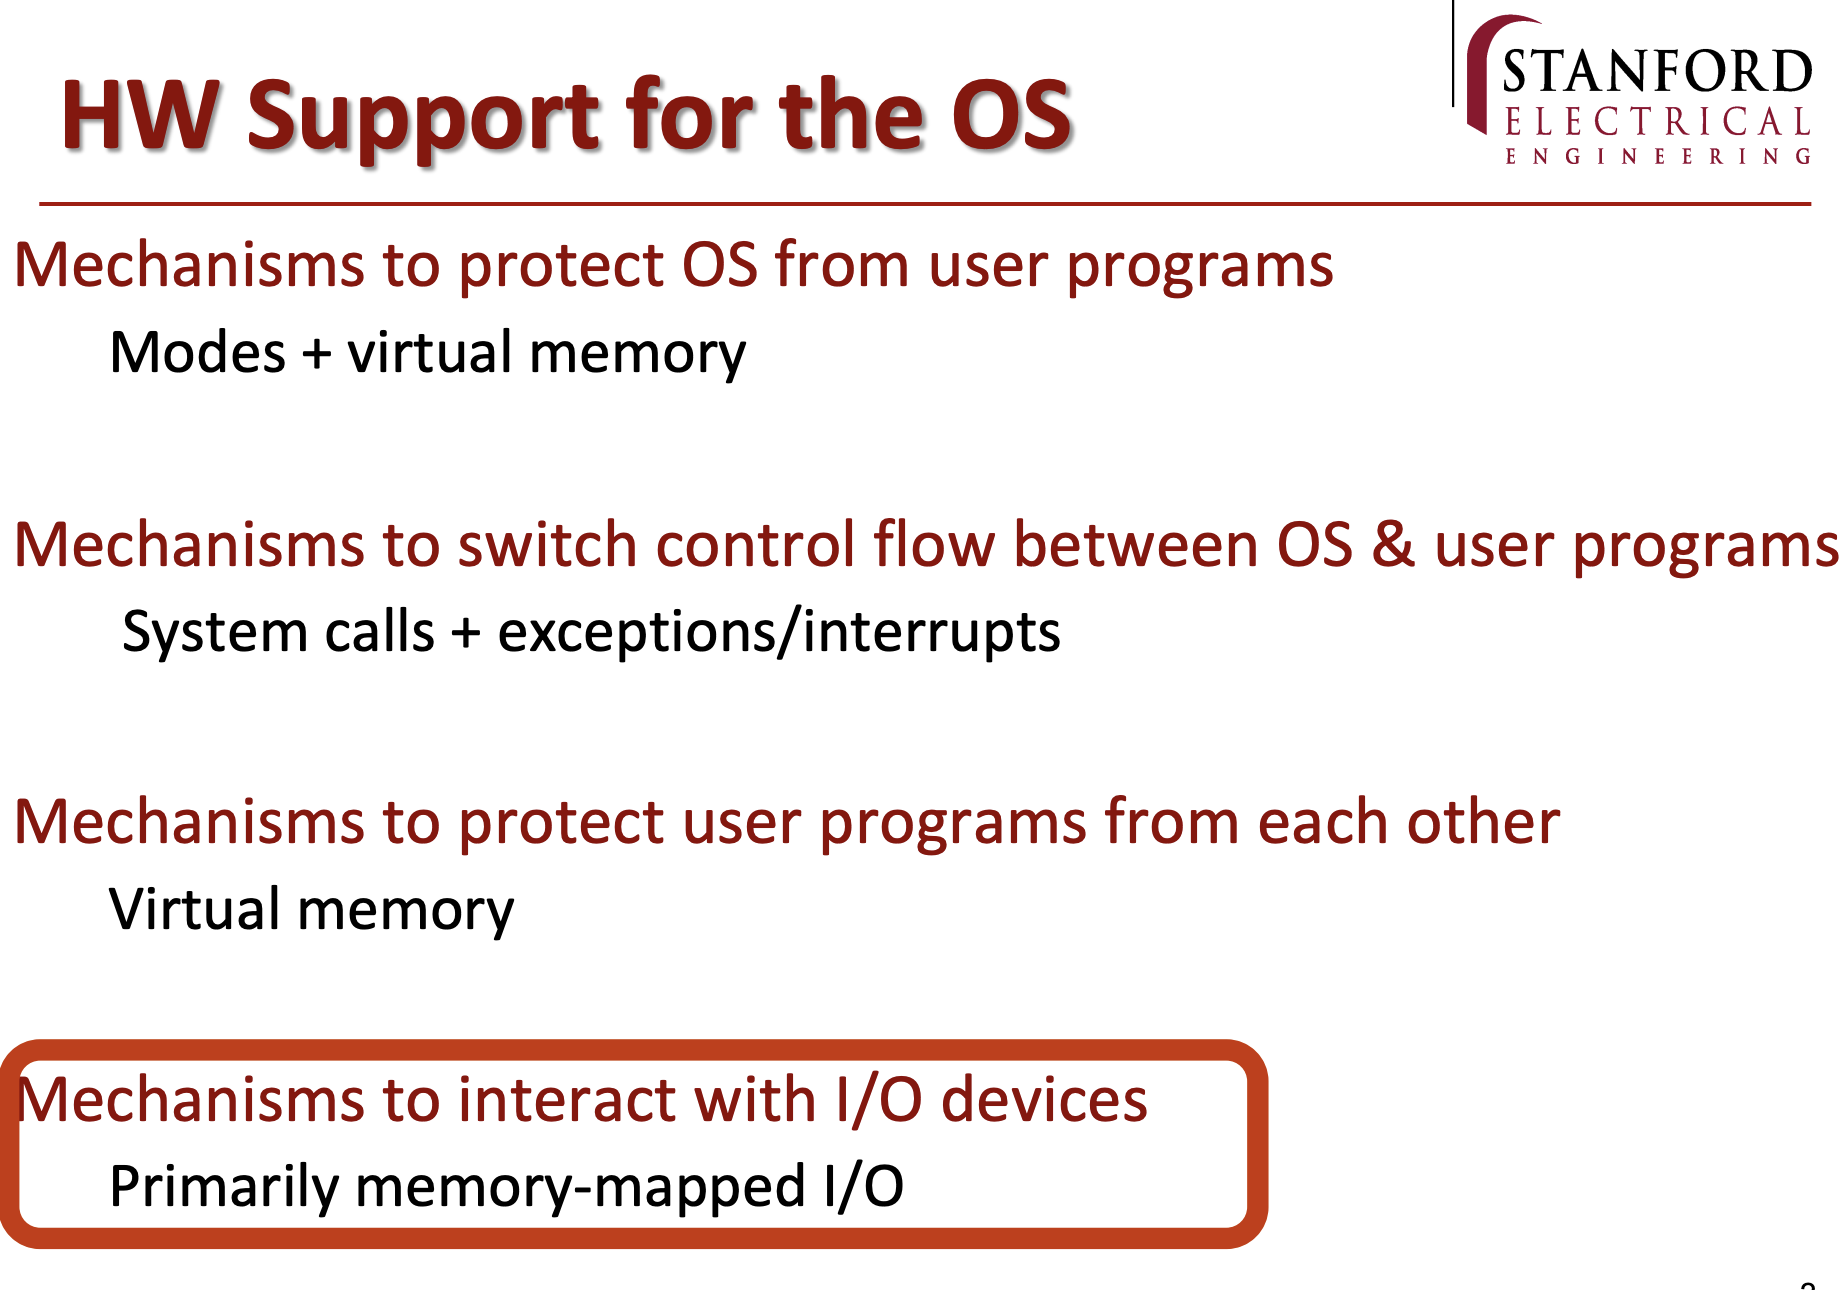 HW Support for the OS
STANFORD
ELECTRICAL
ENGINEERING
Mechanisms to protect OS from user programs
Modes + virtual memory
Mechanisms to switch control flow between OS & user programs
System calls + exceptions/interrupts
Mechanisms to protect user programs from each other
Virtual memory
Mechanisms to interact with I/O devices
Primarily memory-mapped I/O